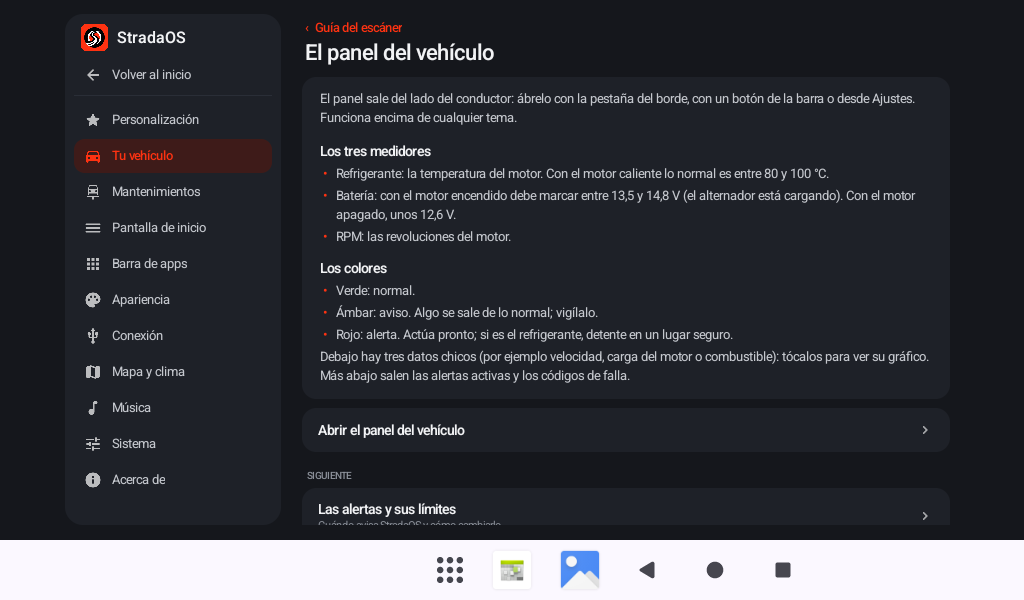 StradaOS
Volver al inicio
Personalización
Tu vehículo
Mantenimientos
Pantalla de inicio
Barra de apps
Apariencia
Conexión
Mapa y clima
Música
Sistema
Acerca de
‹ Guía del escáner
El panel del vehículo
El panel sale del lado del conductor: ábrelo con la pestaña del borde, con un botón de la barra o desde Ajustes.
Funciona encima de cualquier tema.
Los tres medidores
• Refrigerante: la temperatura del motor. Con el motor caliente lo normal es entre 80 y 100 °C.
• Batería: con el motor encendido debe marcar entre 13,5 y 14,8 V (el alternador está cargando). Con el motor
apagado, unos 12,6 V.
• RPM: las revoluciones del motor.
Los colores
• Verde: normal.
• Ámbar: aviso. Algo se sale de lo normal; vigílalo.
• Rojo: alerta. Actúa pronto; si es el refrigerante, detente en un lugar seguro.
Debajo hay tres datos chicos (por ejemplo velocidad, carga del motor o combustible): tócalos para ver su gráfico.
Más abajo salen las alertas activas y los códigos de falla.
Abrir el panel del vehículo
SIGUIENTE
Las alertas y sus límites
Cuándo avisa StradaOS y cómo cambiarlo